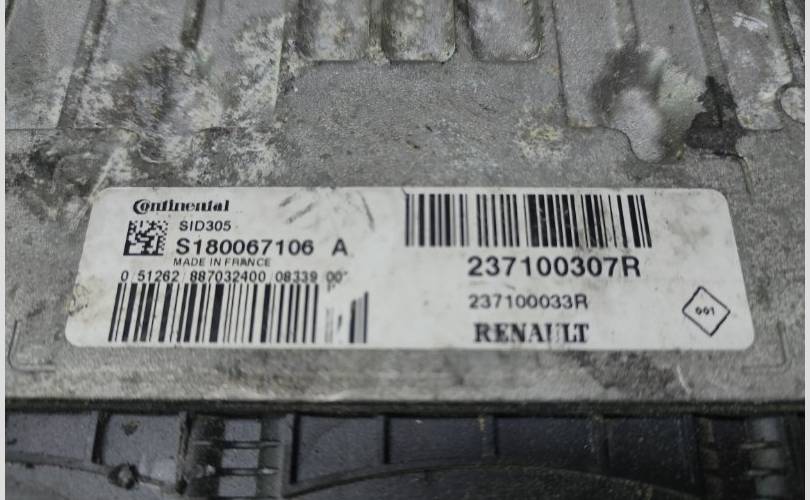 Continental
SID305
S180067106 A
MADE IN FRANCE
0 51262 887032400 08339 00*
237100307R
237100033R
RENAULT
001